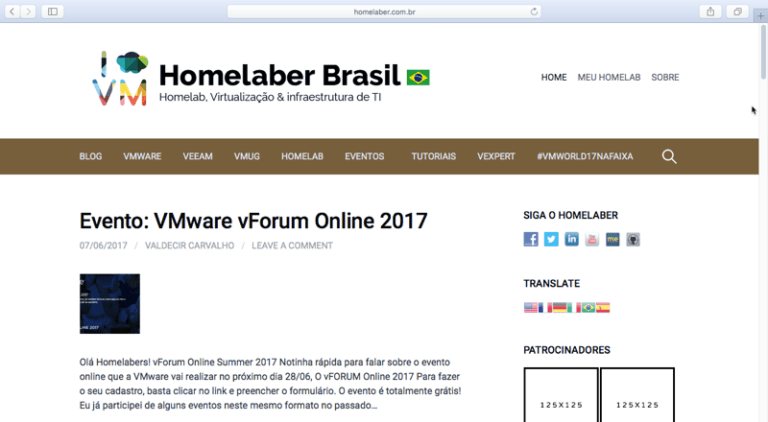 homelaber.com.br
I
VM
Homelaber Brasil
Homelab, Virtualização & infraestrutura de TI
HOME MEU HOMELAB SOBRE
BLOG VMWARE VEEAM VMUG HOMELAB EVENTOS TUTORIAIS VEXPERT #VMWORLD17NAFAIXA
Evento: VMware vForum Online 2017
07/06/2017 / VALDECIR CARVALHO / LEAVE A COMMENT
LINE 2017
Olá Homelabers! vForum Online Summer 2017 Notinha rápida para falar sobre o evento
online que a VMware vai realizar no próximo dia 28/06, O vFORUM Online 2017 Para fazer
o seu cadastro, basta clicar no link e preencher o formulário. O evento é totalmente grátis!
Eu já participei de alguns eventos neste mesmo formato no passado…
SIGA O HOMELABER
TRANSLATE
PATROCINADORES
125X125 125X125